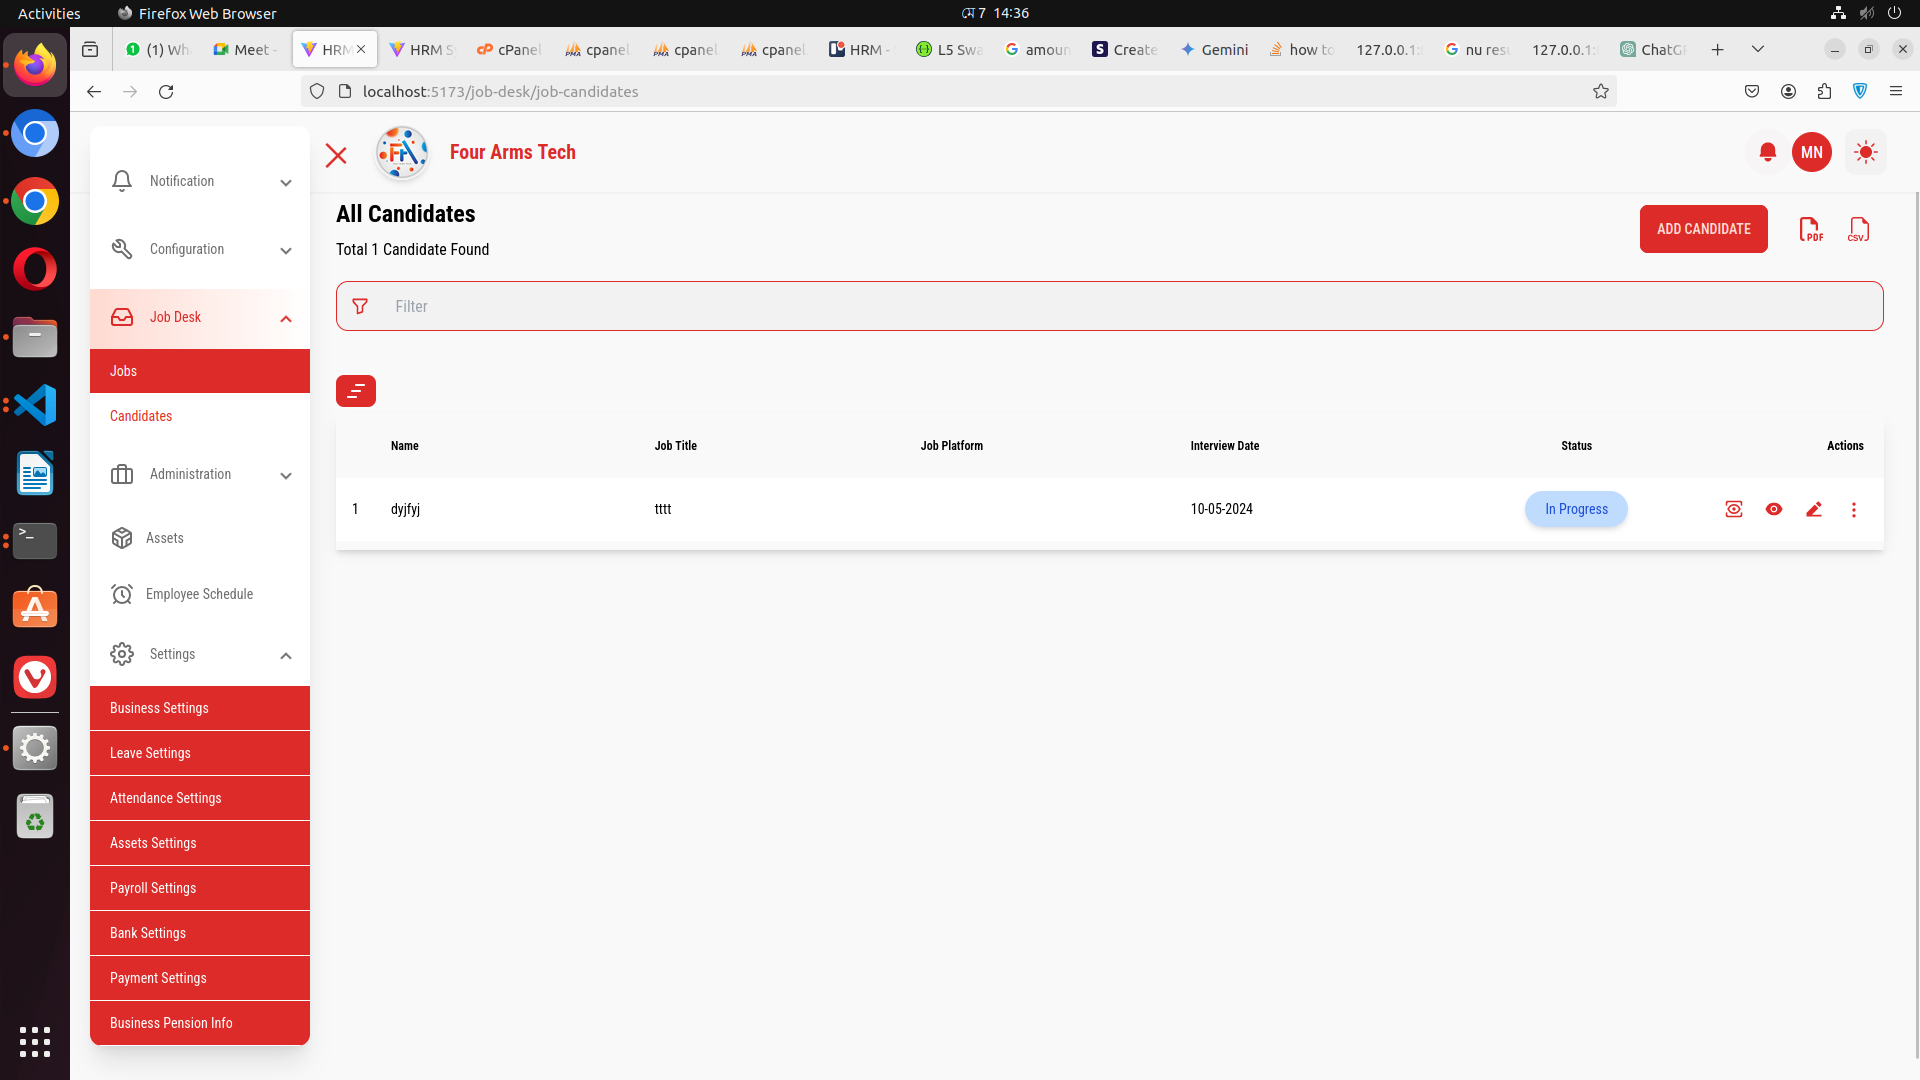 Activities
Firefox Web Browser
7 14:36
(1) Wh
Meet -
HRM
HRM S
cPanel
cpanel
cpanel
cpanel
HRM -
L5 Swa
amoun
Create
Gemini
how to
127.0.0.1:
nu resu
127.0.0.1:
ChatG
localhost:5173/job-desk/job-candidates
Notification
Configuration
Job Desk
Jobs
Candidates
Administration
Assets
Employee Schedule
Settings
Business Settings
Leave Settings
Attendance Settings
Assets Settings
Payroll Settings
Bank Settings
Payment Settings
Business Pension Info
Four Arms Tech
MN
All Candidates
Total 1 Candidate Found
ADD CANDIDATE
PDF
CSV
Filter
Name Job Title Job Platform Interview Date Status Actions
1 dyjfyj tttt 10-05-2024 In Progress